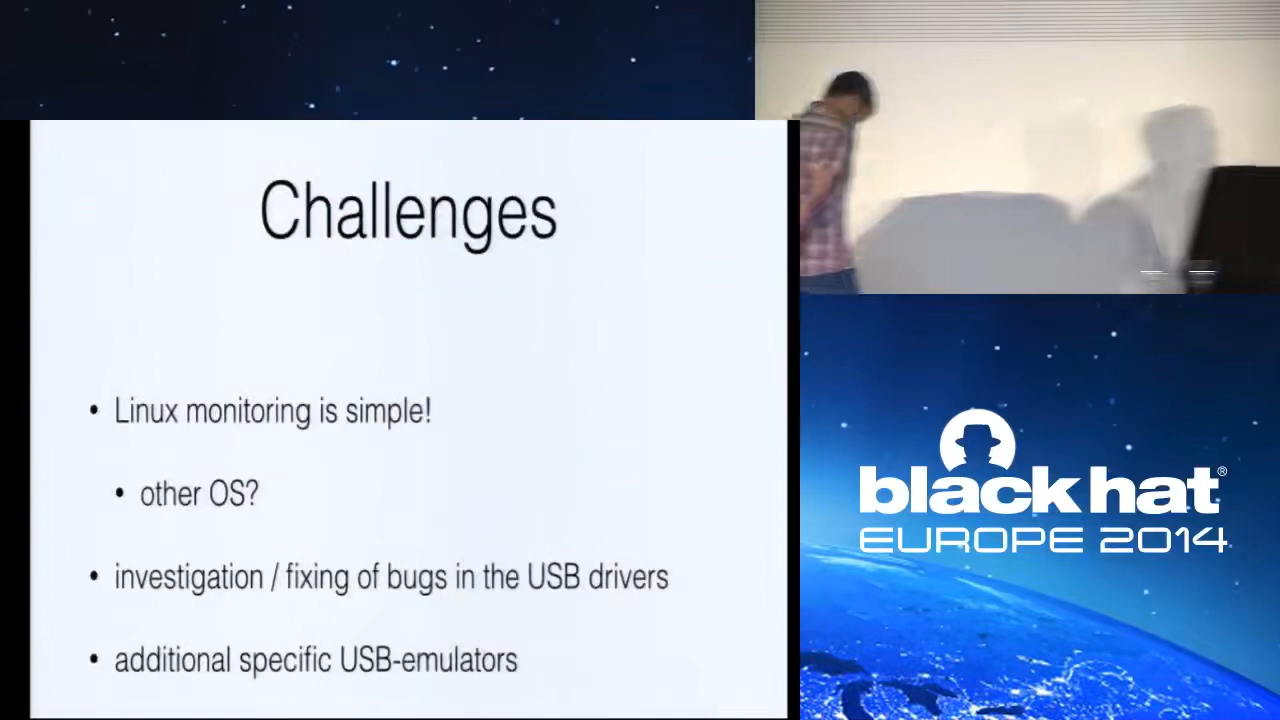 Challenges
• Linux monitoring is simple!
• other OS?
• investigation / fixing of bugs in the USB drivers
• additional specific USB-emulators
black hat®
EUROPE 2014